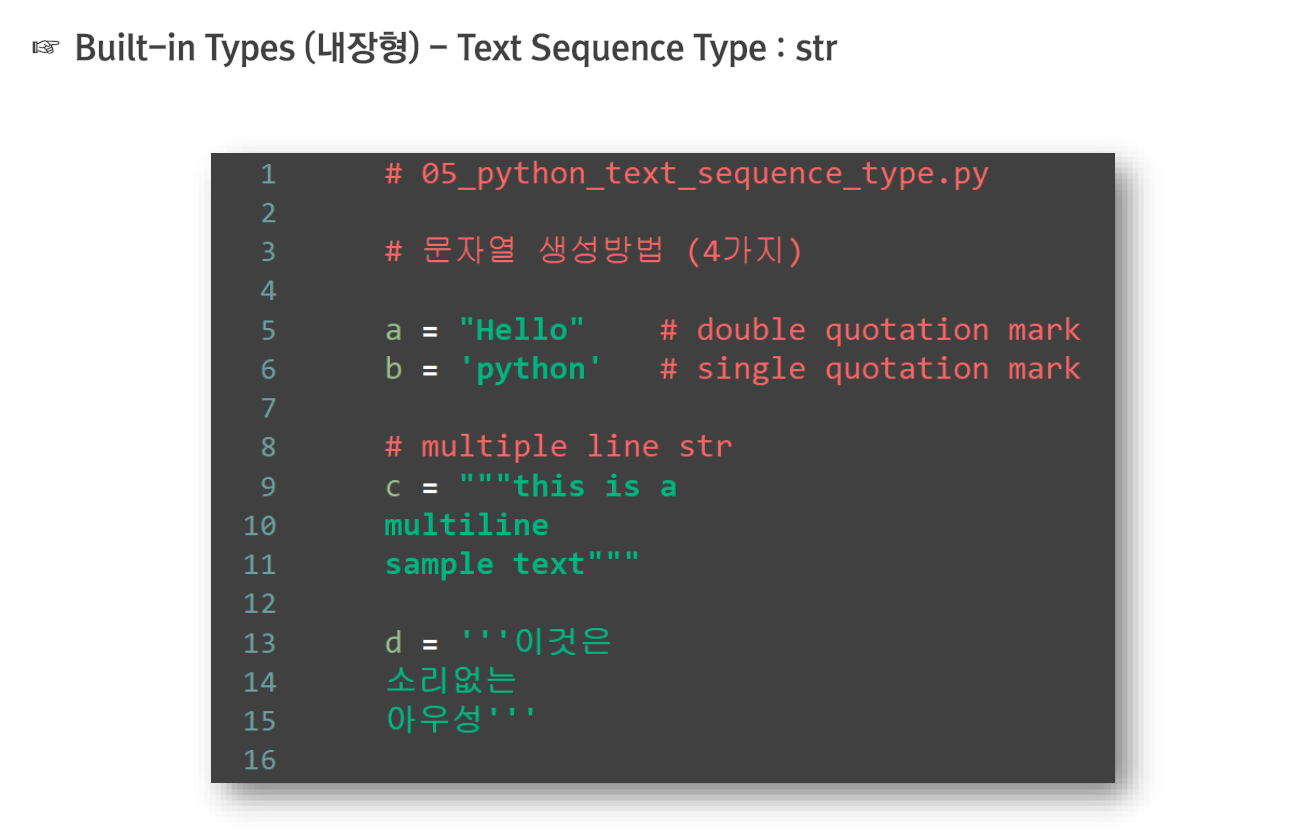 ☞ Built-in Types (내장형) - Text Sequence Type : str
1 # 05_python_text_sequence_type.py
2
3 # 문자열 생성방법 (4가지)
4
5 a = "Hello" # double quotation mark
6 b = 'python' # single quotation mark
7
8 # multiple line str
9 c = """this is a
10 multiline
11 sample text"""
12
13 d = '''이것은
14 소리없는
15 아우성'''
16